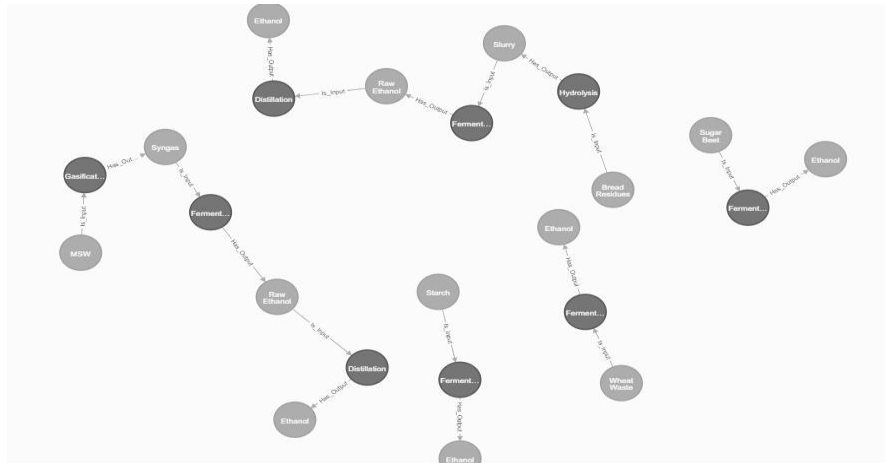 Ethanol
Has_Output
Distillation
Is_Input
Raw
Ethanol
Has_Output
Ferment...
Is_Input
Slurry
Has_Output
Hydrolysis
Is_Input
Bread
Residues
Sugar
Beet
Is_Input
Ferment...
Has_Output
Ethanol
Syngas
Has_Out...
Gasificat...
Is_Input
MSW
Is_Input
Ferment...
Has_Output
Raw
Ethanol
Is_Input
Distillation
Has_Output
Ethanol
Starch
Is_Input
Ferment...
Has_Output
Ethanol
Ethanol
Has_Output
Ferment...
Is_Input
Wheat
Waste